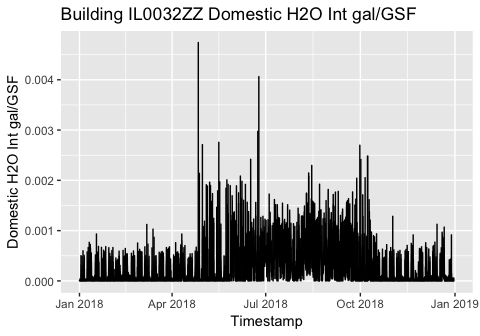 Building IL0032ZZ Domestic H2O Int gal/GSF
Domestic H2O Int gal/GSF
0.004
0.003
0.002
0.001
0.000
Jan 2018
Apr 2018
Jul 2018
Oct 2018
Jan 2019
Timestamp